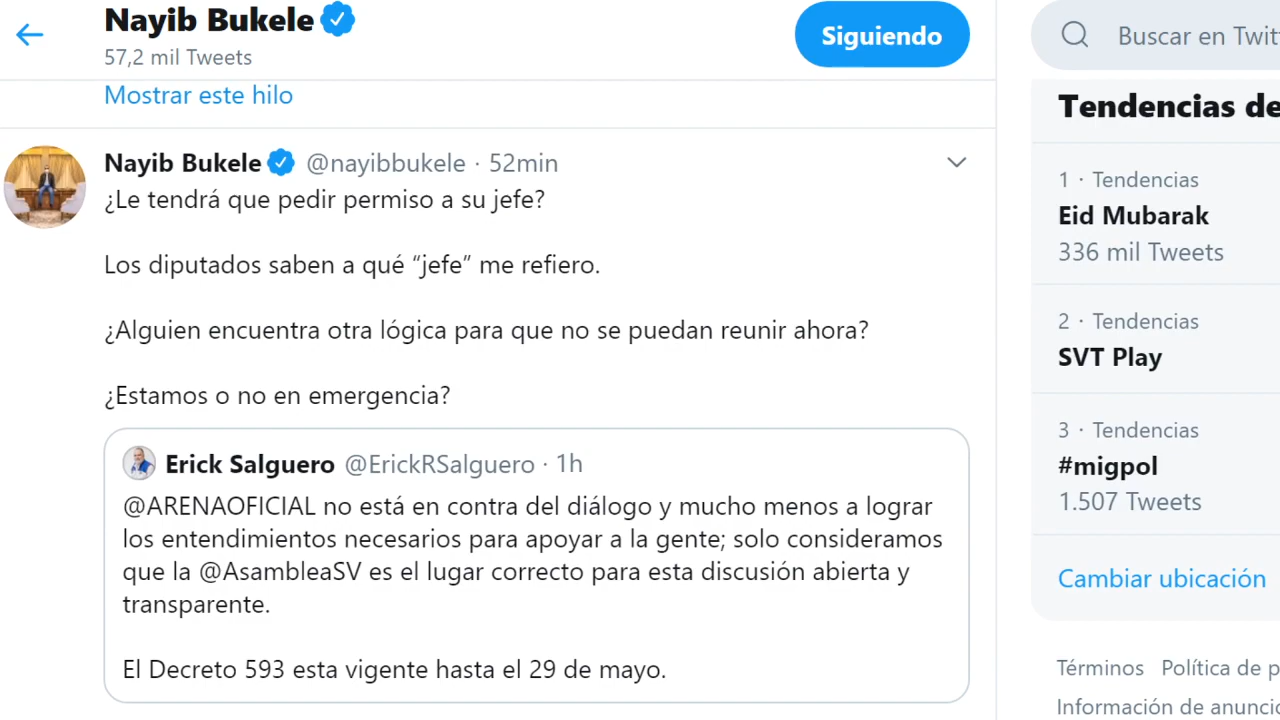 Nayib Bukele
57,2 mil Tweets
Siguiendo
Mostrar este hilo
Nayib Bukele @nayibbukele · 52min
¿Le tendrá que pedir permiso a su jefe?
Los diputados saben a qué “jefe” me refiero.
¿Alguien encuentra otra lógica para que no se puedan reunir ahora?
¿Estamos o no en emergencia?
Erick Salguero @ErickRSalguero · 1h
@ARENAOFICIAL no está en contra del diálogo y mucho menos a lograr
los entendimientos necesarios para apoyar a la gente; solo consideramos
que la @AsambleaSV es el lugar correcto para esta discusión abierta y
transparente.
El Decreto 593 esta vigente hasta el 29 de mayo.
Buscar en Twit
Tendencias de
1 · Tendencias
Eid Mubarak
336 mil Tweets
2 · Tendencias
SVT Play
3 · Tendencias
#migpol
1.507 Tweets
Cambiar ubicación
Términos Política de p
Información de anunci